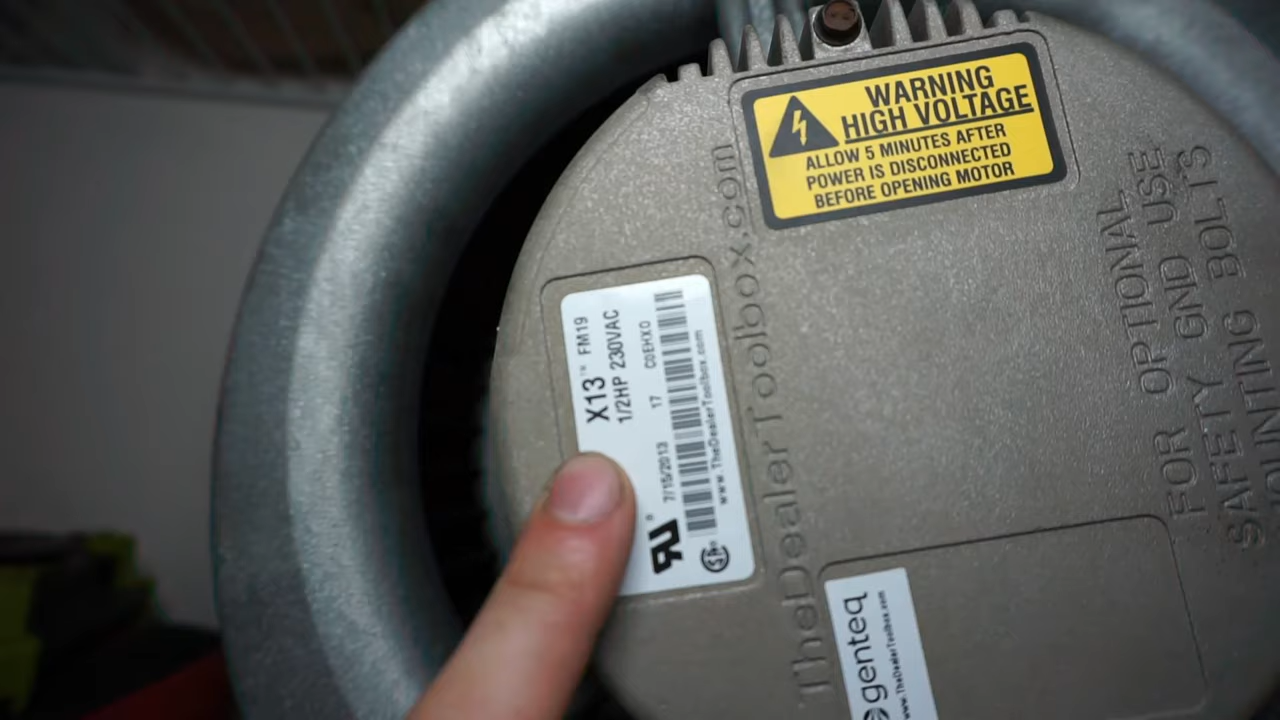 WARNING
HIGH VOLTAGE
ALLOW 5 MINUTES AFTER
POWER IS DISCONNECTED
BEFORE OPENING MOTOR
X13™ FM19
1/2HP 230VAC
7/15/2013 17 C0EHX0
www.TheDealerToolbox.com
TheDealerToolbox.com
FOR OPTIONAL
SAFETY GND USE
MOUNTING BOLTS
genteq
www.TheDealerToolbox.com